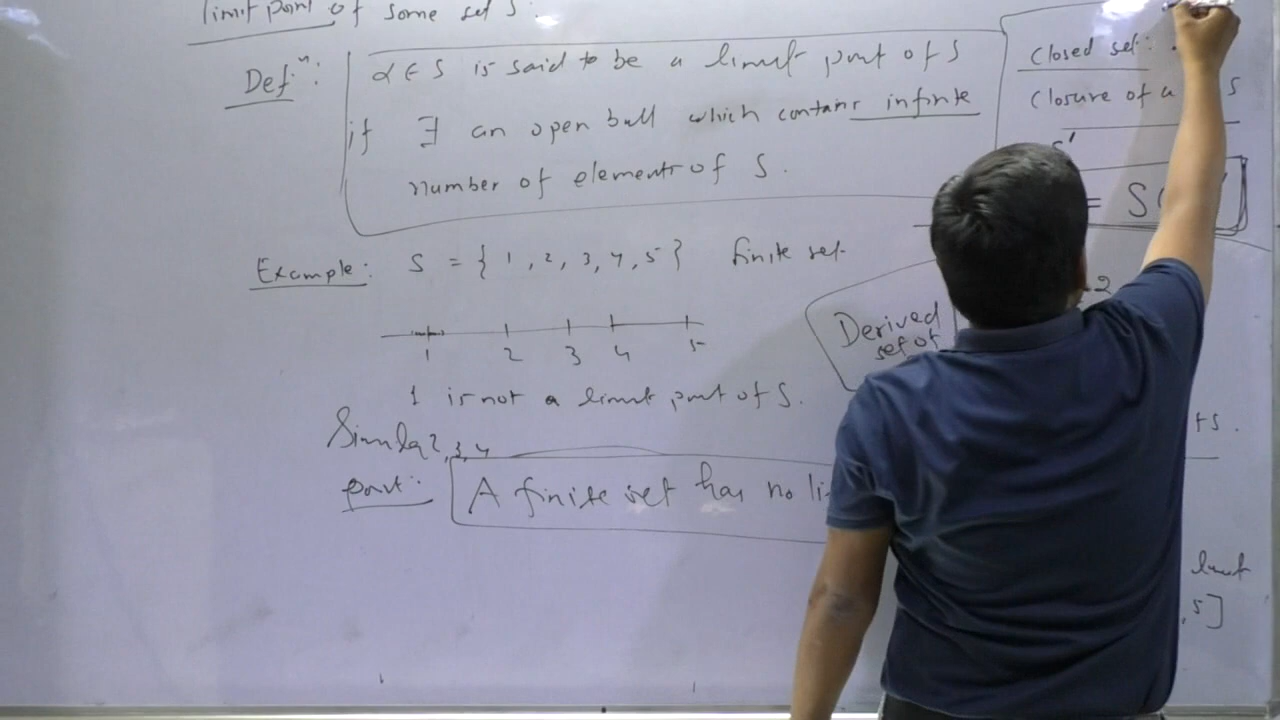 limit point of some set S.
Defⁿ: α ∈ S is said to be a limit point of S
if ∃ an open ball which contains infinite
number of elements of S.
Example: S = { 1, 2, 3, 4, 5 } finite set
1 2 3 4 5
1 is not a limit point of S.
2, 3, 4
point: A finite set has no li
closed set:
Closure of a S
S'
= S
2
Derived
set of
ts.
limit
, 5]